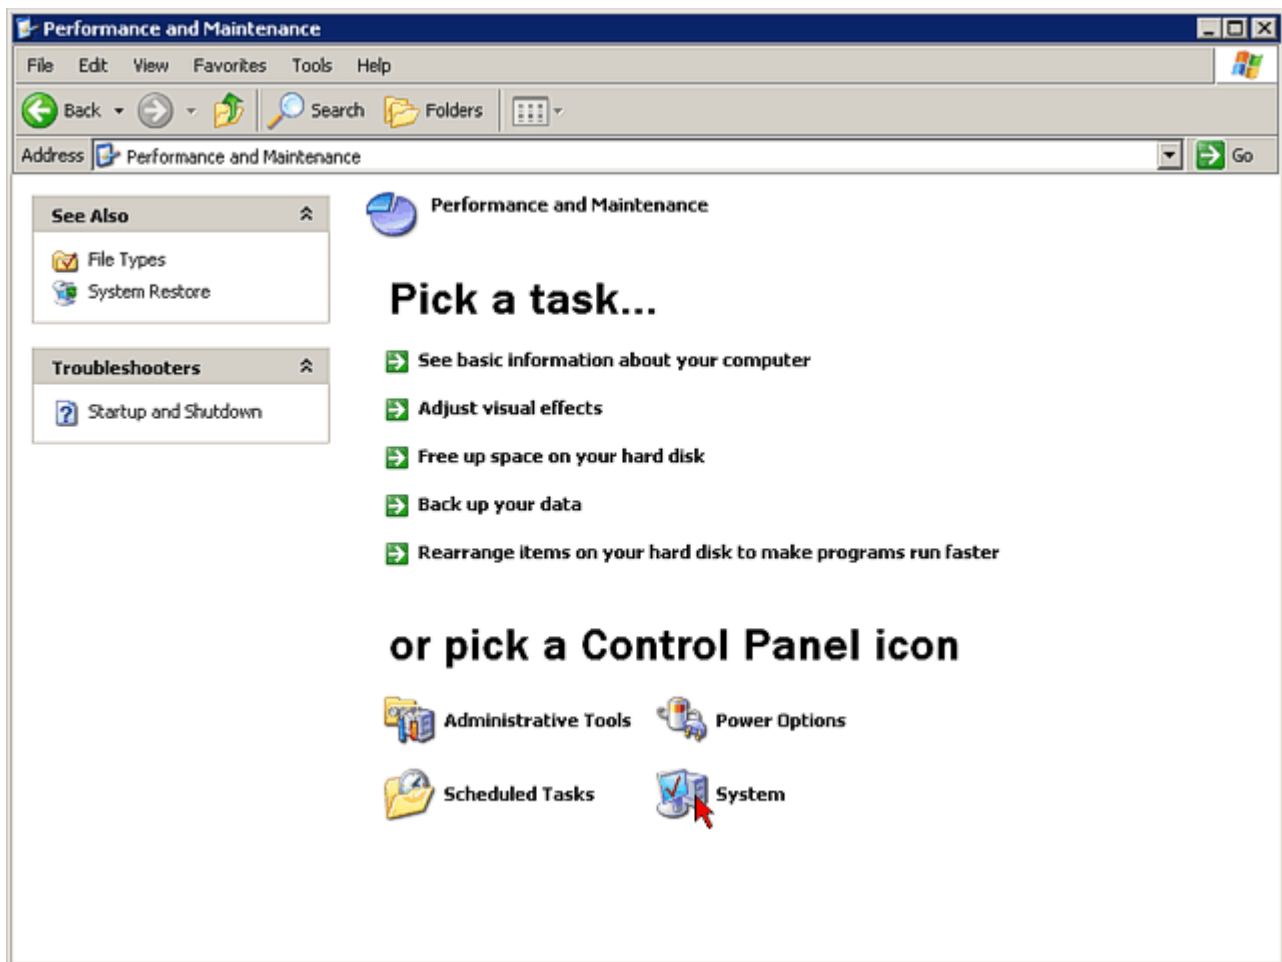 Performance and Maintenance
File Edit View Favorites Tools Help
Back Search Folders
Address Performance and Maintenance Go
See Also
File Types
System Restore
Troubleshooters
Startup and Shutdown
Performance and Maintenance
Pick a task...
See basic information about your computer
Adjust visual effects
Free up space on your hard disk
Back up your data
Rearrange items on your hard disk to make programs run faster
or pick a Control Panel icon
Administrative Tools Power Options
Scheduled Tasks System